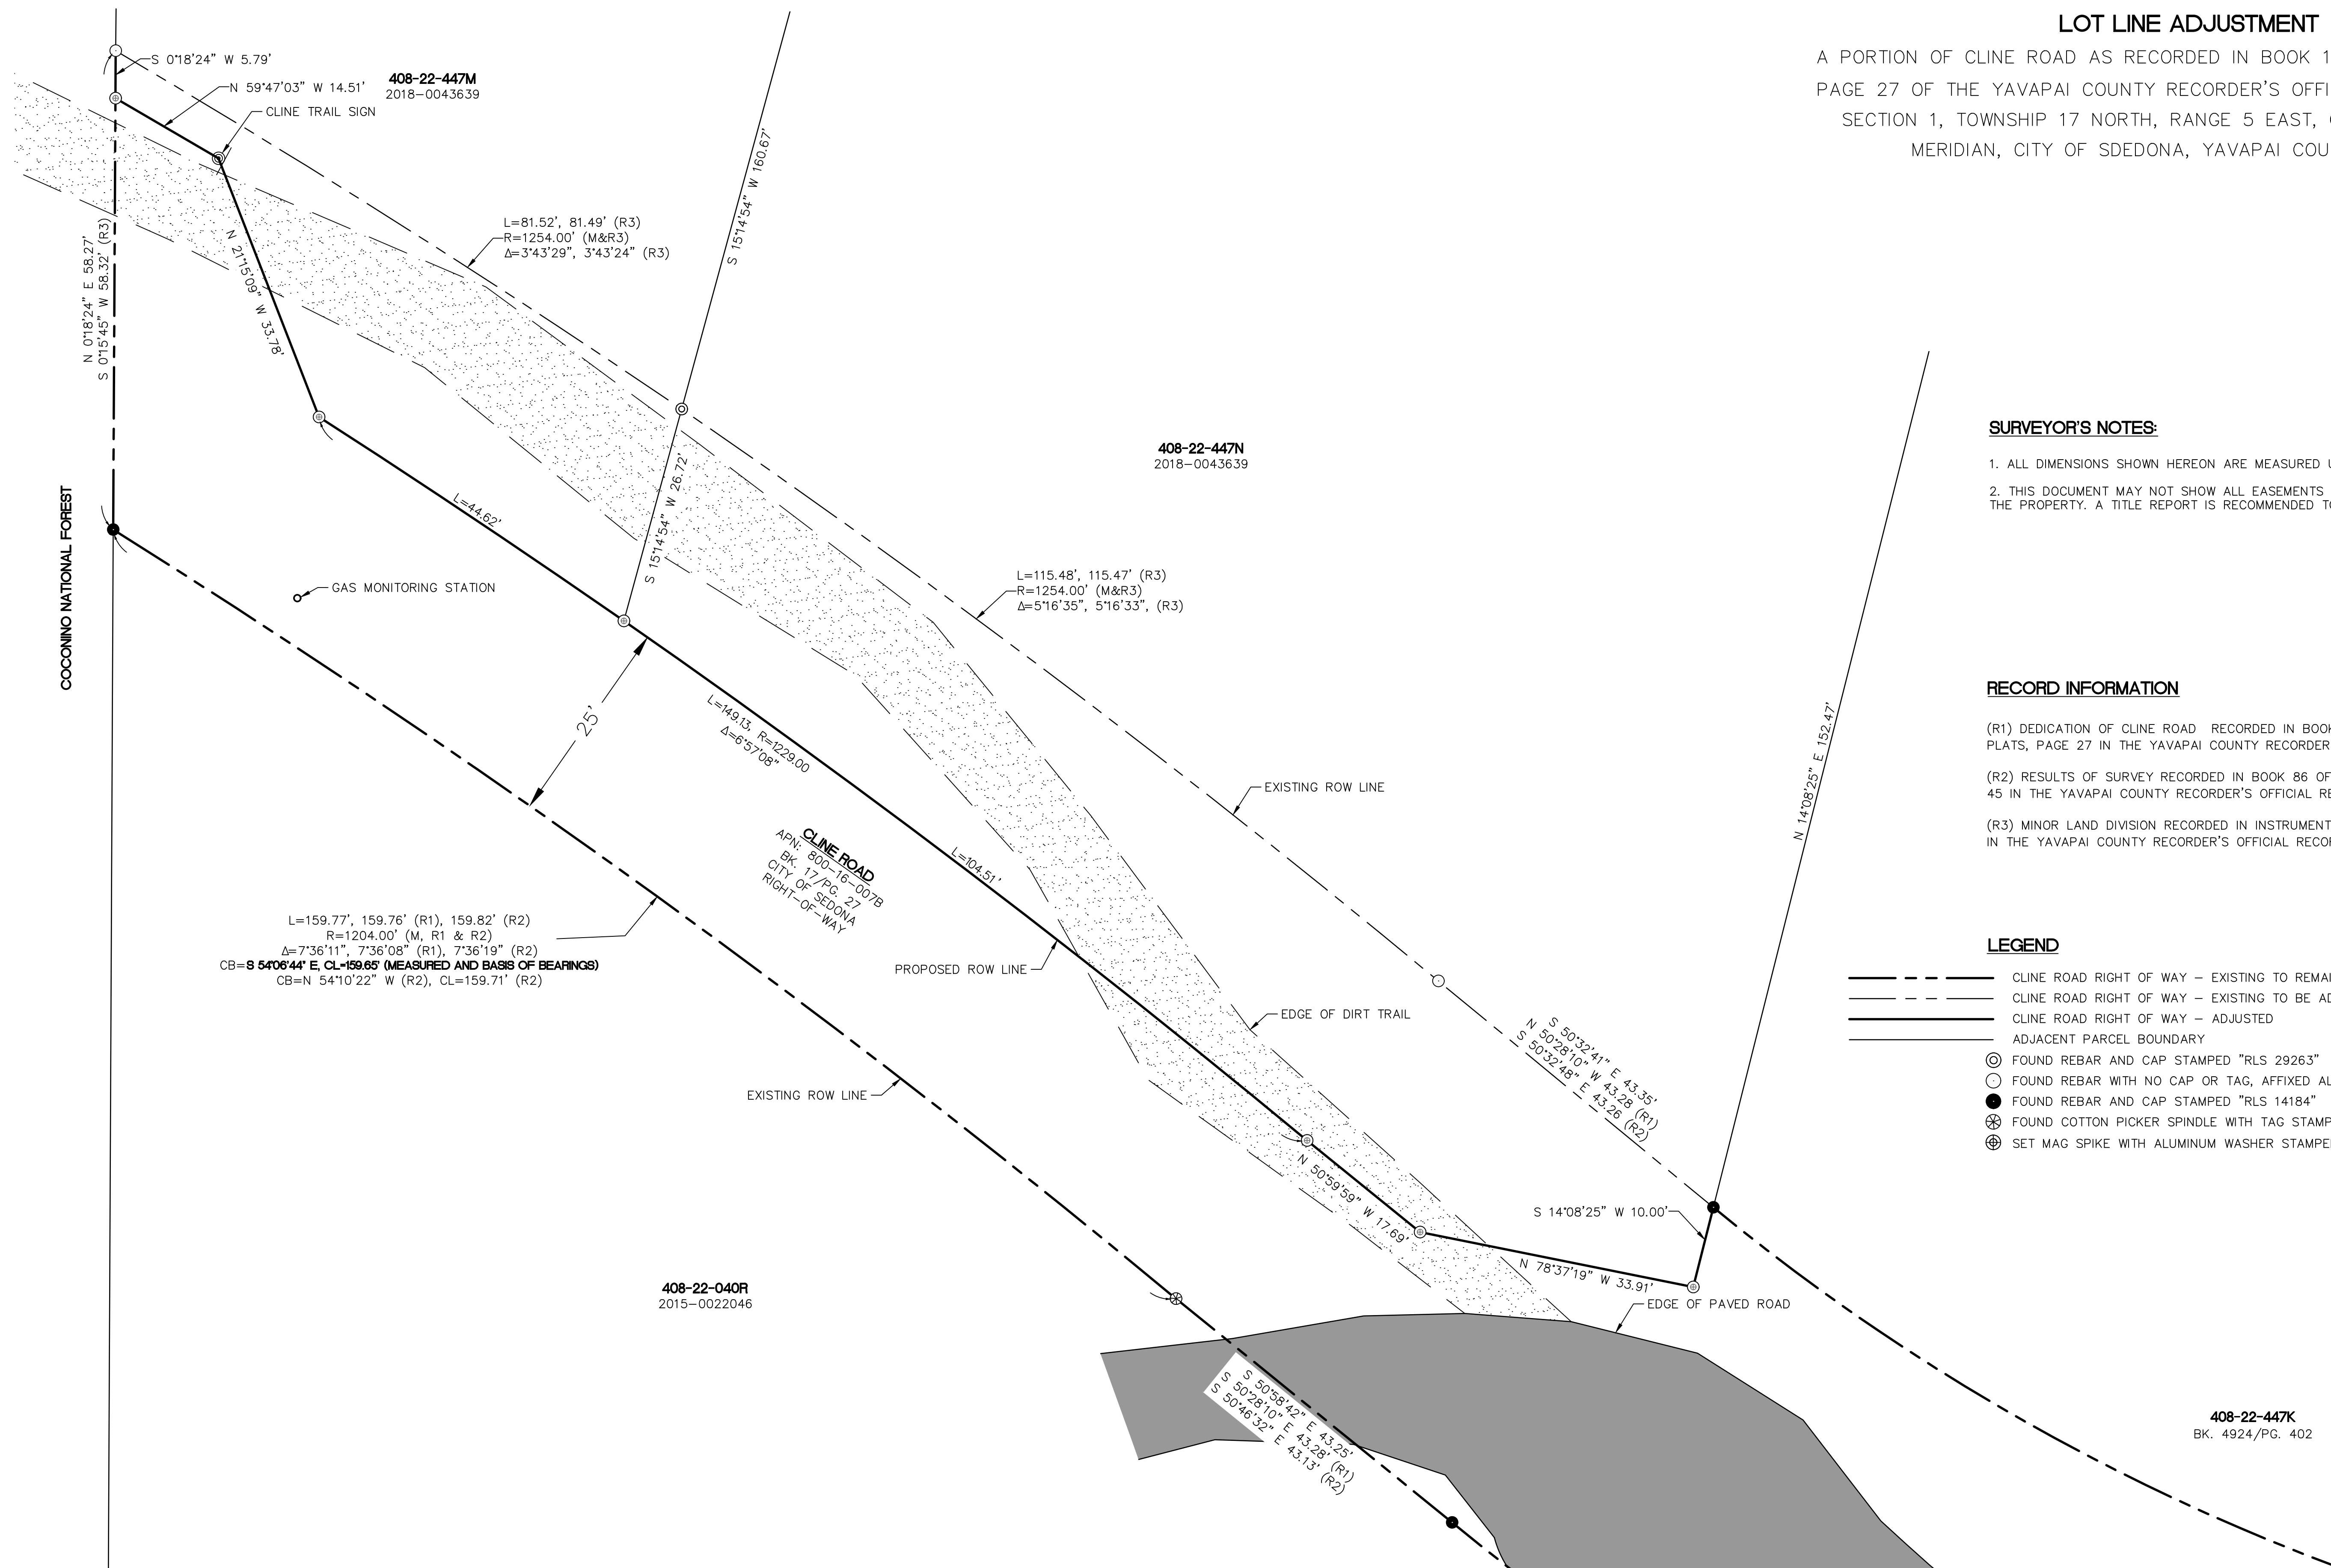 LOT LINE ADJUSTMENT
A PORTION OF CLINE ROAD AS RECORDED IN BOOK 1
PAGE 27 OF THE YAVAPAI COUNTY RECORDER'S OFFI
SECTION 1, TOWNSHIP 17 NORTH, RANGE 5 EAST,
MERIDIAN, CITY OF SDEDONA, YAVAPAI COU
S 0°18'24" W 5.79'
N 59°47'03" W 14.51'
CLINE TRAIL SIGN
408-22-447M
2018-0043639
N 0°18'24" E 58.27'
S 0°15'45" W 58.32' (R3)
N 21°15'09" W 33.78'
L=81.52', 81.49' (R3)
R=1254.00' (M&R3)
Δ=3°43'29", 3°43'24" (R3)
S 15°14'54" W 160.67'
S 15°14'54" W 26.72'
408-22-447N
2018-0043639
SURVEYOR'S NOTES:
1. ALL DIMENSIONS SHOWN HEREON ARE MEASURED U
2. THIS DOCUMENT MAY NOT SHOW ALL EASEMENTS
THE PROPERTY. A TITLE REPORT IS RECOMMENDED TO
COCONINO NATIONAL FOREST
L=44.62'
GAS MONITORING STATION
L=115.48', 115.47' (R3)
R=1254.00' (M&R3)
Δ=5°16'35", 5°16'33", (R3)
25'
L=149.13, R=1229.00
Δ=6°57'08"
N 14°08'25" E 152.47'
RECORD INFORMATION
(R1) DEDICATION OF CLINE ROAD RECORDED IN BOOK
PLATS, PAGE 27 IN THE YAVAPAI COUNTY RECORDER
(R2) RESULTS OF SURVEY RECORDED IN BOOK 86 OF
45 IN THE YAVAPAI COUNTY RECORDER'S OFFICIAL RE
(R3) MINOR LAND DIVISION RECORDED IN INSTRUMENT
IN THE YAVAPAI COUNTY RECORDER'S OFFICIAL RECOR
EXISTING ROW LINE
CLINE ROAD
APN: 800-16-007B
BK. 17/PG. 27
CITY OF SEDONA
RIGHT-OF-WAY
L=104.51'
L=159.77', 159.76' (R1), 159.82' (R2)
R=1204.00' (M, R1 & R2)
Δ=7°36'11", 7°36'08" (R1), 7°36'19" (R2)
CB=S 54°06'44" E, CL=159.65' (MEASURED AND BASIS OF BEARINGS)
CB=N 54°10'22" W (R2), CL=159.71' (R2)
PROPOSED ROW LINE
EDGE OF DIRT TRAIL
S 50°32'41" E 43.35'
N 50°28'10" W 43.28 (R1)
S 50°32'48" E 43.26 (R2)
LEGEND
CLINE ROAD RIGHT OF WAY - EXISTING TO REMAI
CLINE ROAD RIGHT OF WAY - EXISTING TO BE AD
CLINE ROAD RIGHT OF WAY - ADJUSTED
ADJACENT PARCEL BOUNDARY
FOUND REBAR AND CAP STAMPED "RLS 29263"
FOUND REBAR WITH NO CAP OR TAG, AFFIXED AL
FOUND REBAR AND CAP STAMPED "RLS 14184"
FOUND COTTON PICKER SPINDLE WITH TAG STAMP
SET MAG SPIKE WITH ALUMINUM WASHER STAMPE
EXISTING ROW LINE
N 50°59'59" W 17.69'
S 14°08'25" W 10.00'
N 78°37'19" W 33.91'
EDGE OF PAVED ROAD
408-22-040R
2015-0022046
S 50°58'42" E 43.25'
S 50°28'10" E 43.28' (R1)
S 50°46'32" E 43.13' (R2)
408-22-447K
BK. 4924/PG. 402